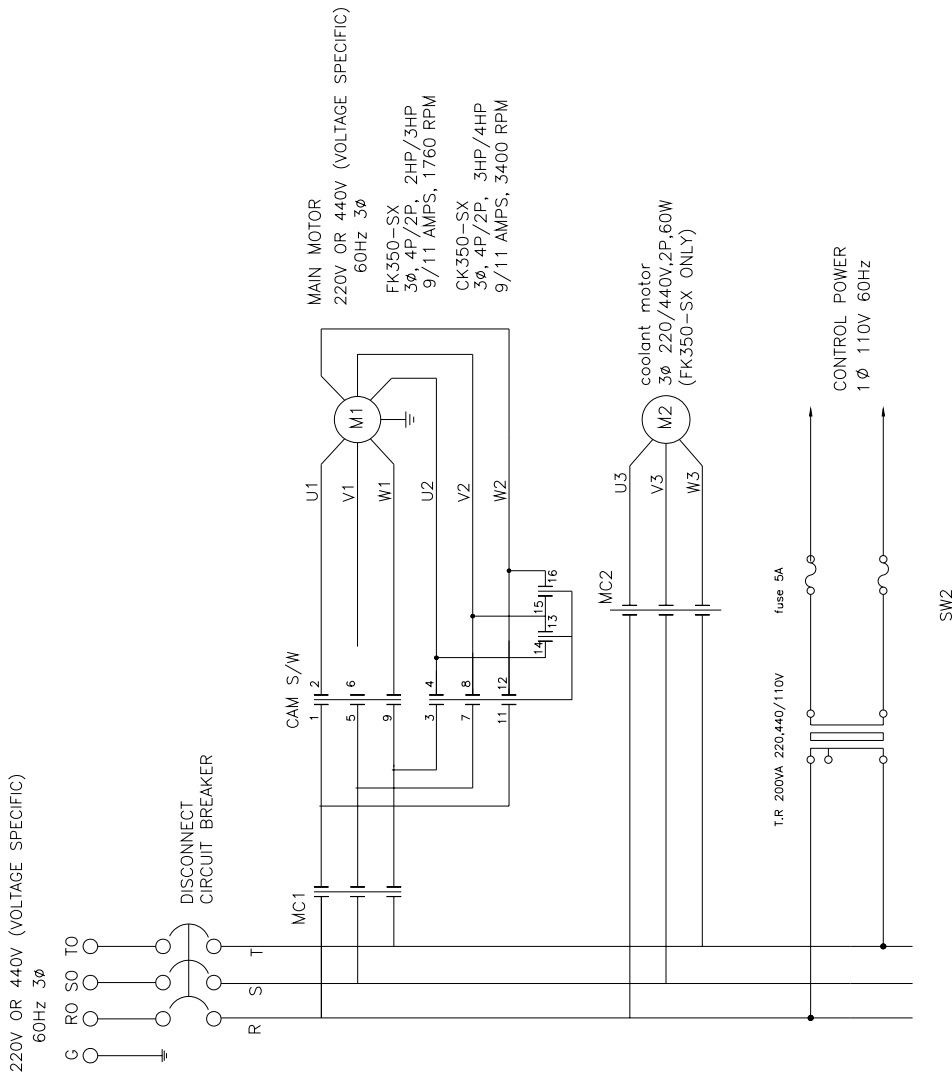 220V OR 440V (VOLTAGE SPECIFIC)
60Hz 3Ø
G
RO
SO
TO
DISCONNECT
CIRCUIT BREAKER
R
S
T
MC1
CAM S/W
1
2
5
6
9
3
4
7
8
11
12
14
13
15
16
U1
V1
W1
U2
V2
W2
M1
MAIN MOTOR
220V OR 440V (VOLTAGE SPECIFIC)
60Hz 3Ø
FK350-SX
3Ø, 4P/2P, 2HP/3HP
9/11 AMPS, 1760 RPM
CK350-SX
3Ø, 4P/2P, 3HP/4HP
9/11 AMPS, 3400 RPM
MC2
U3
V3
W3
M2
coolant motor
3Ø 220/440V,2P,60W
(FK350-SX ONLY)
T.R 200VA 220,440/110V
fuse 5A
CONTROL POWER
1Ø 110V 60Hz
SW2